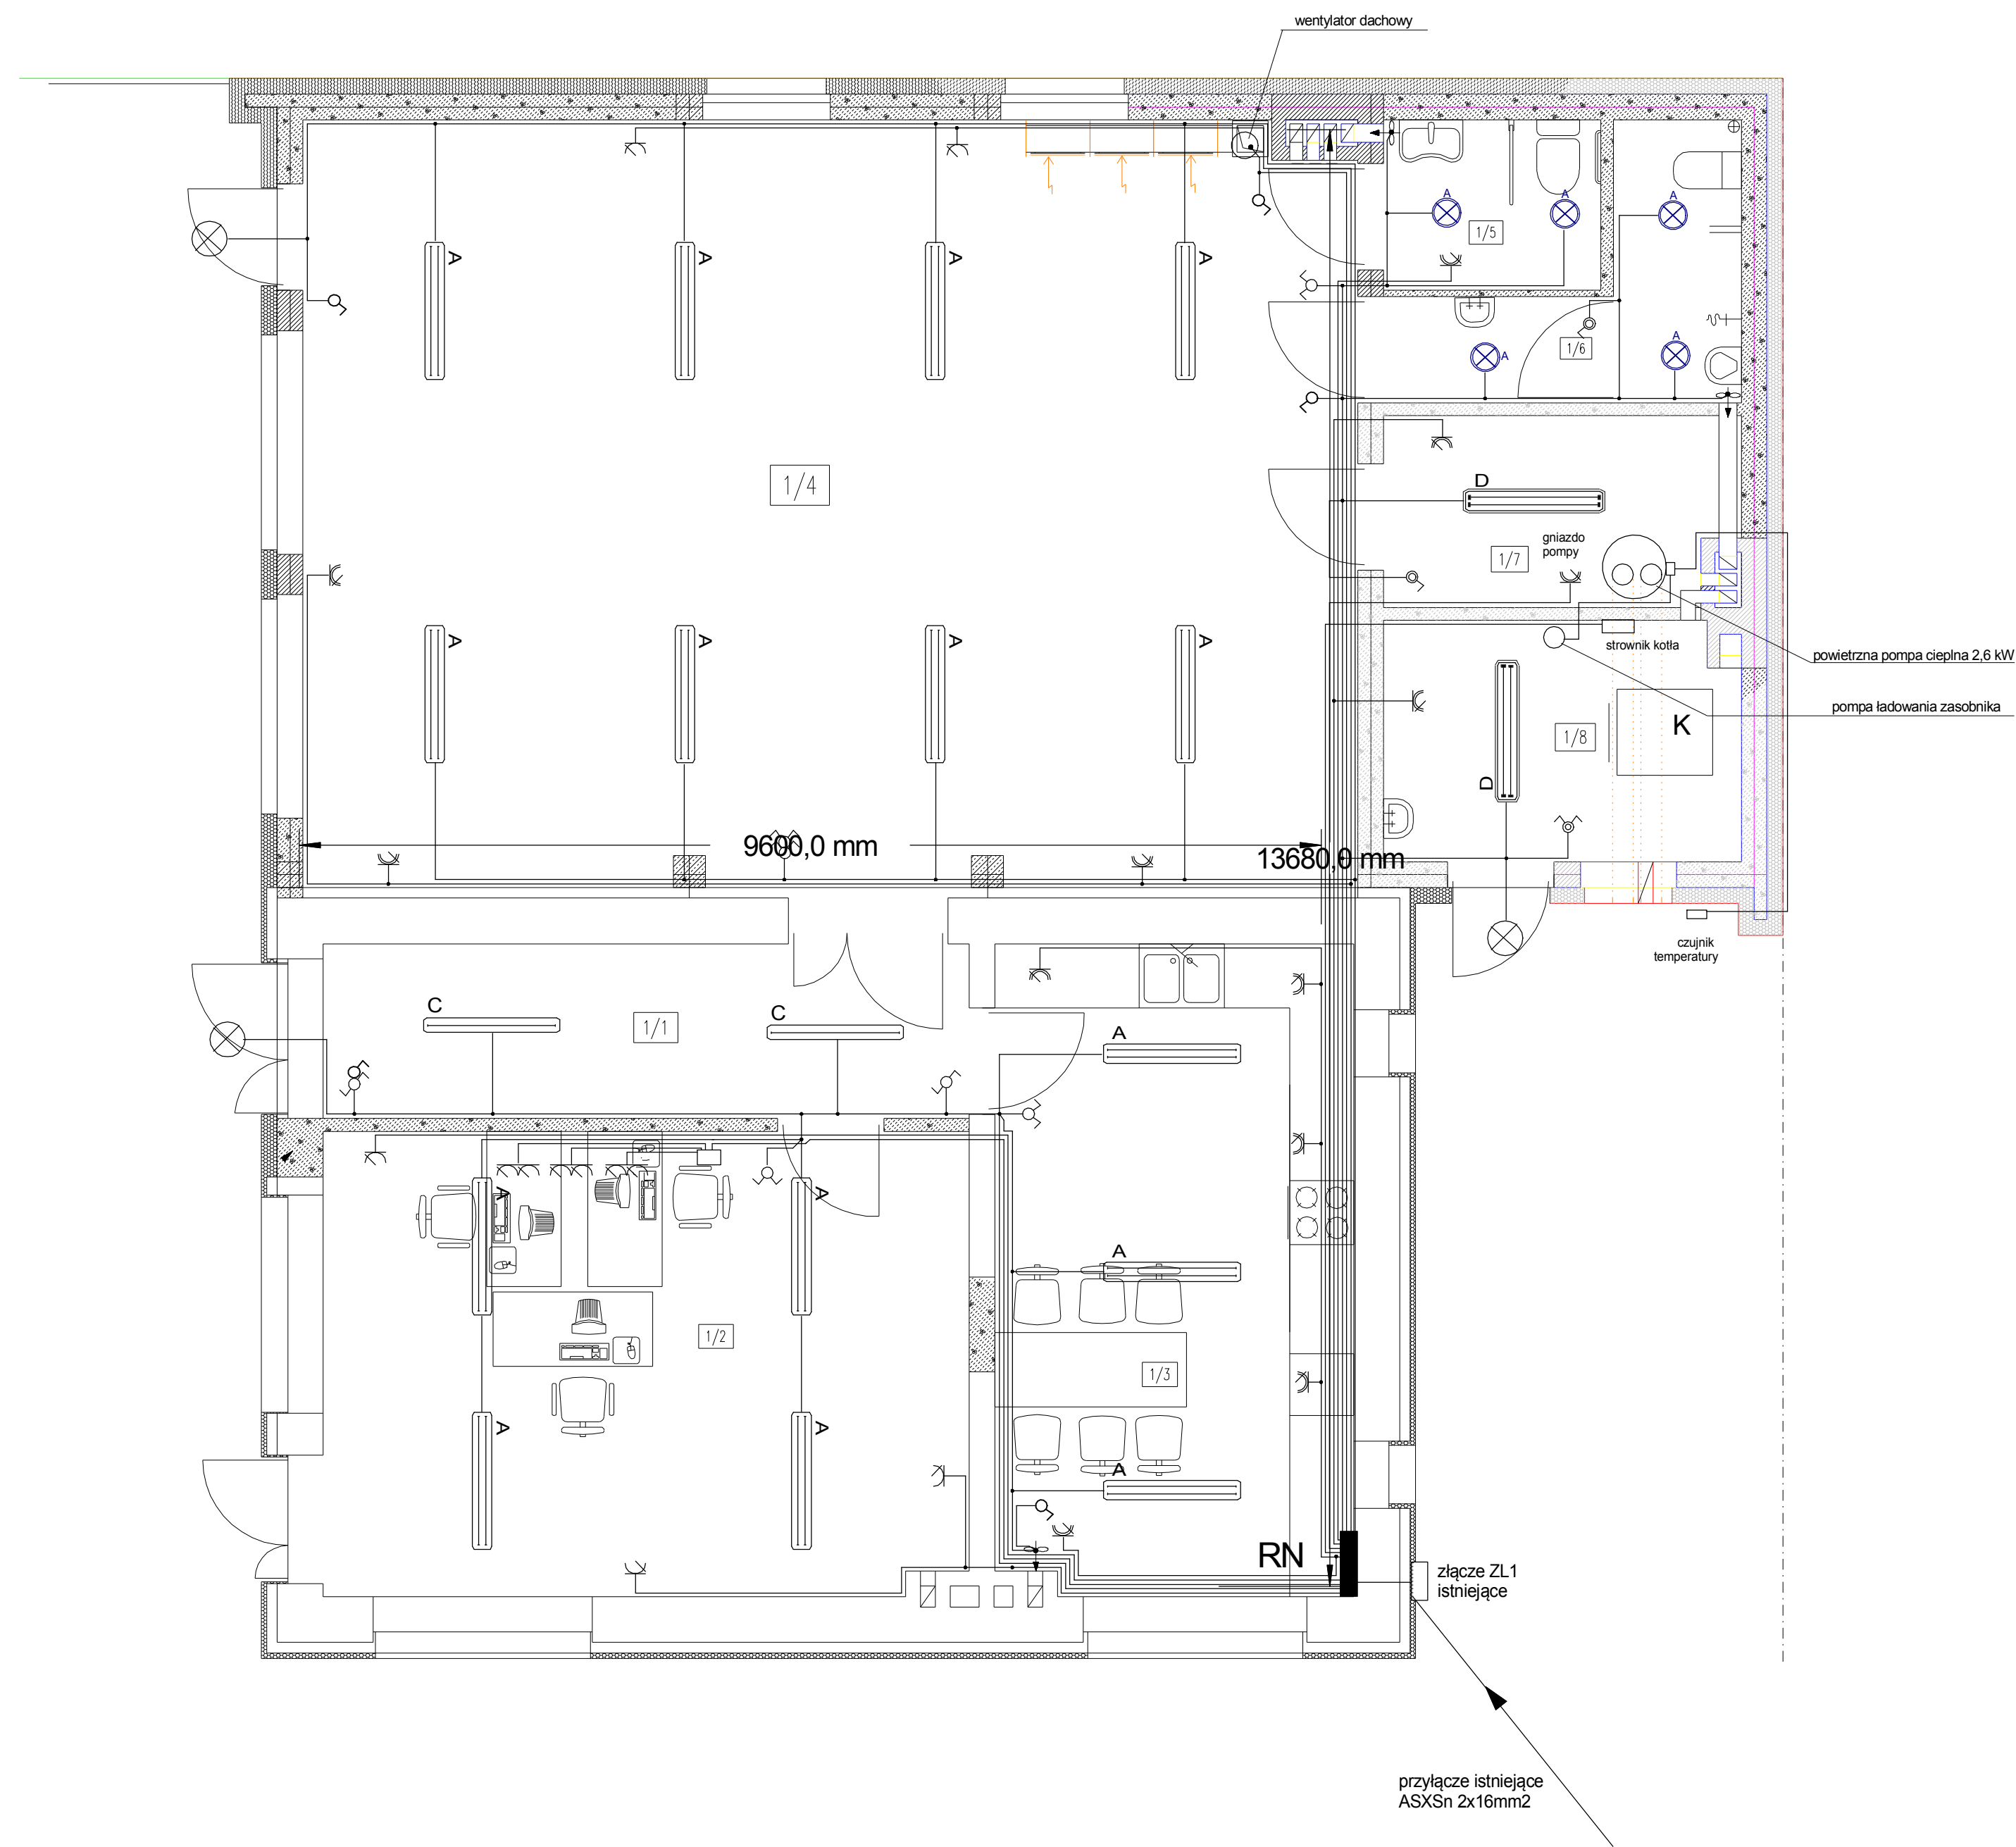 wentylator dachowy
A
A
A
A
A
A
A
1/5
A
1/6
A
A
1/4
D
gniazdo
pompy
1/7
A
A
A
A
strownik kotła
powietrzna pompa cieplna 2,6 kW
pompa ładowania zasobnika
K
1/8
D
9600,0 mm
13680,0 mm
czujnik
temperatury
C
C
1/1
A
A
A
A
1/2
1/3
A
A
A
RN
złącze ZL1
istniejące
przyłącze istniejące
ASXSn 2x16mm2